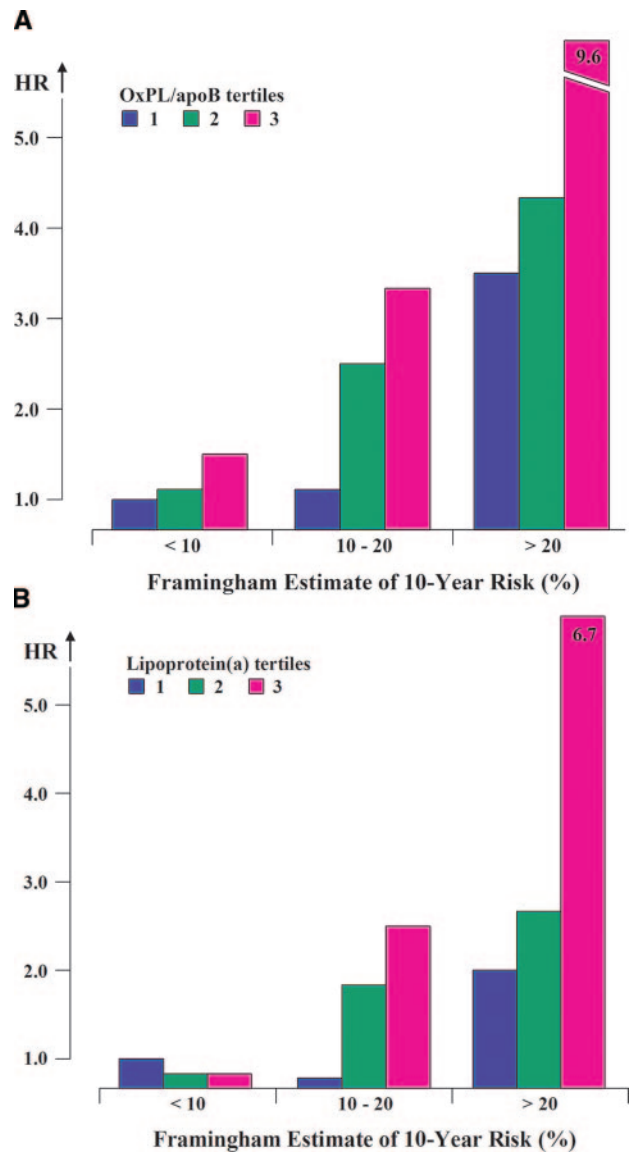 A
HR
OxPL/apoB tertiles
1 2 3
9.6
5.0
4.0
3.0
2.0
1.0
< 10 10 - 20 > 20
Framingham Estimate of 10-Year Risk (%)
B
HR
Lipoprotein(a) tertiles
1 2 3
6.7
5.0
4.0
3.0
2.0
1.0
< 10 10 - 20 > 20
Framingham Estimate of 10-Year Risk (%)